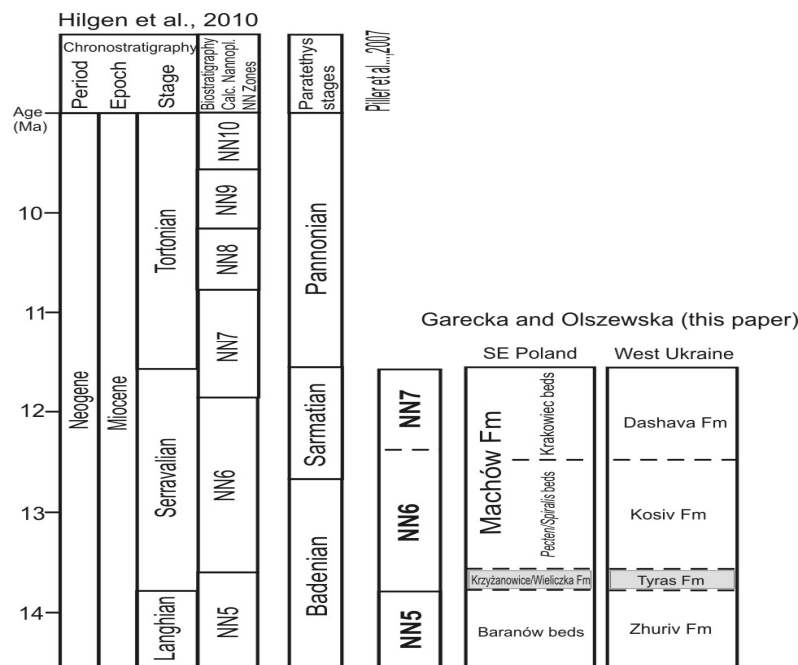 Hilgen et al., 2010
Chronostratigraphy
Period
Epoch
Stage
Biostratigraphy
Calc. Nannopl.
NN Zones
Paratethys
stages
Piller et al...,2007
Age
(Ma)
10
11
12
13
14
Neogene
Miocene
Tortonian
Serravalian
Langhian
NN10
NN9
NN8
NN7
NN6
NN5
Pannonian
Sarmatian
Badenian
Garecka and Olszewska (this paper)
SE Poland
West Ukraine
NN7
NN6
NN5
Machów Fm
Krakowiec beds
Pecten/Spiralis beds
Krzyżanowice/Wieliczka Fm
Baranów beds
Dashava Fm
Kosiv Fm
Tyras Fm
Zhuriv Fm